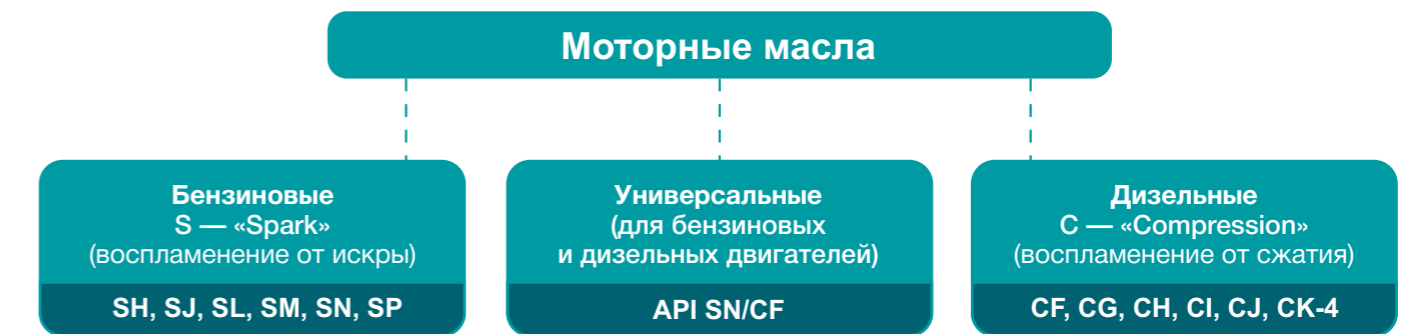 Моторные масла
Бензиновые
S — «Spark»
(воспламенение от искры)
SH, SJ, SL, SM, SN, SP
Универсальные
(для бензиновых
и дизельных двигателей)
API SN/CF
Дизельные
C — «Compression»
(воспламенение от сжатия)
CF, CG, CH, CI, CJ, CK-4